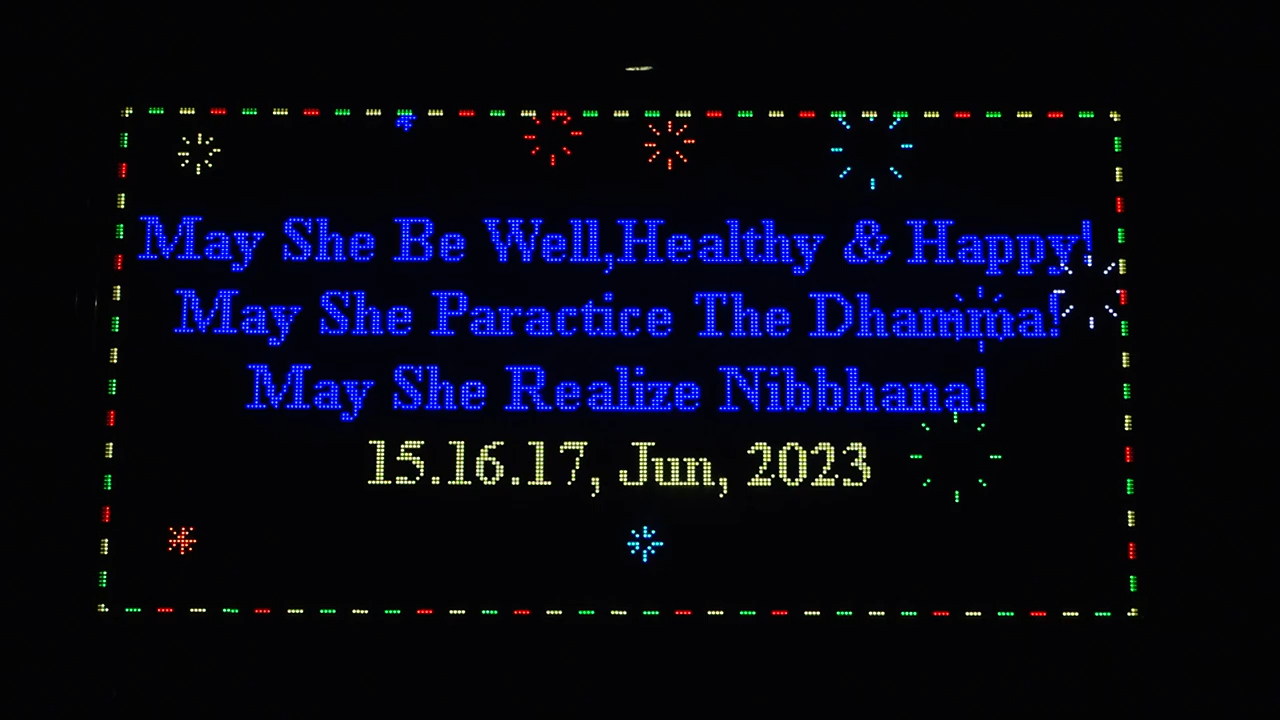 May She Be Well,Healthy & Happy!
May She Paractice The Dhamma!
May She Realize Nibbhana!
15.16.17, Jun, 2023